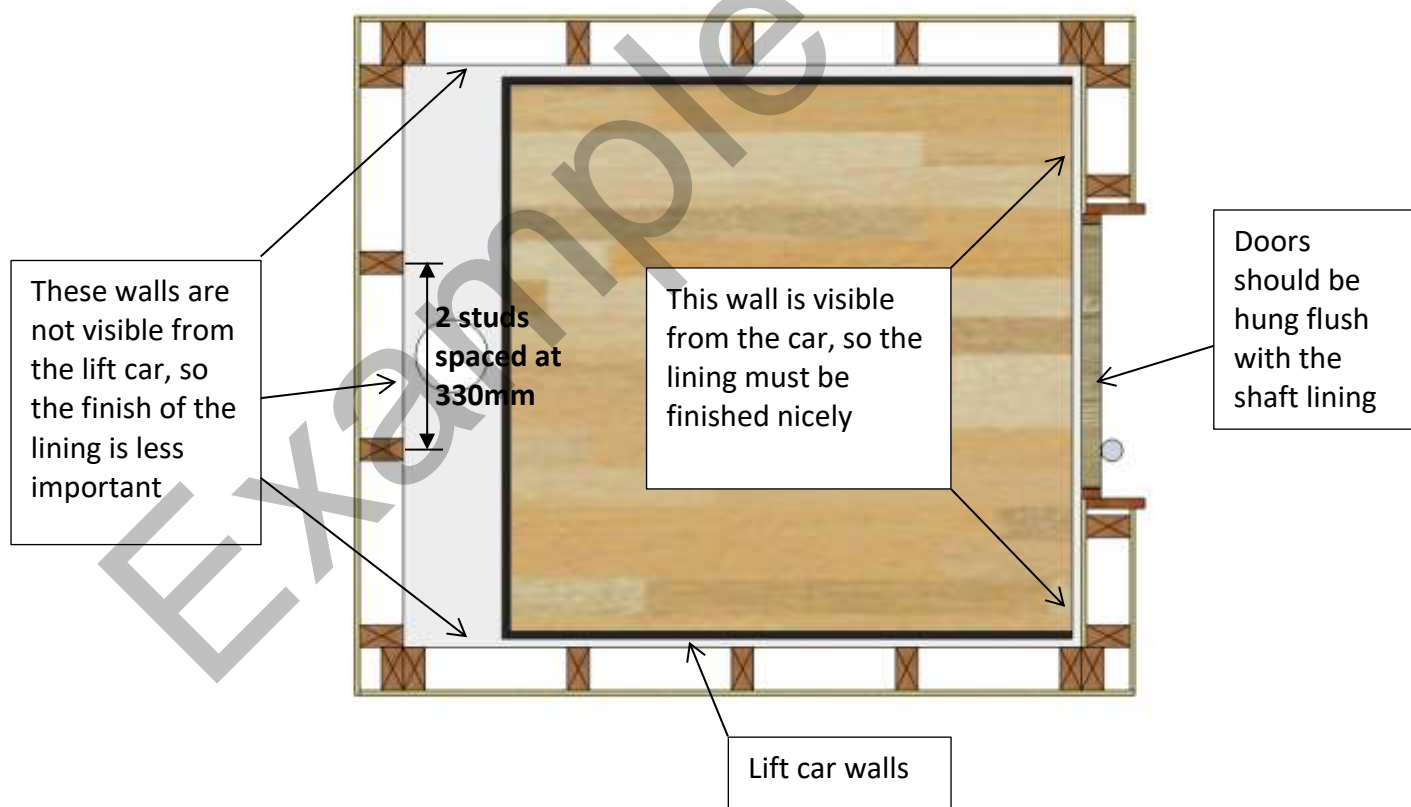 Example
These walls are
not visible from
the lift car, so
the finish of the
lining is less
important
2 studs
spaced at
330mm
This wall is visible
from the car, so the
lining must be
finished nicely
Doors
should be
hung flush
with the
shaft lining
Lift car walls